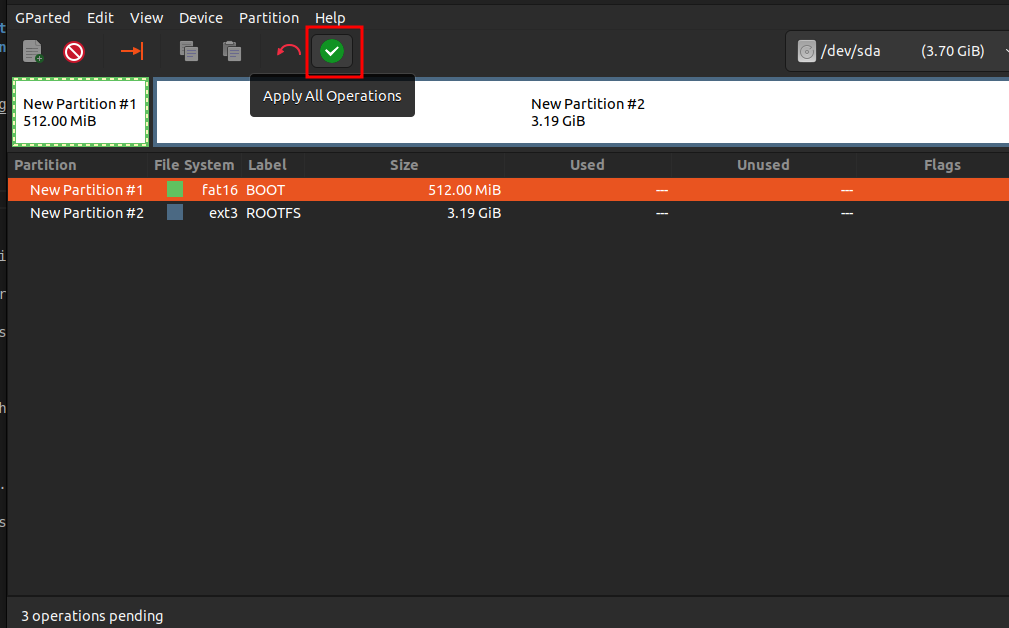 GParted Edit View Device Partition Help
/dev/sda (3.70 GiB)
Apply All Operations
New Partition #1
512.00 MiB
New Partition #2
3.19 GiB
Partition File System Label Size Used Unused Flags
New Partition #1 fat16 BOOT 512.00 MiB --- ---
New Partition #2 ext3 ROOTFS 3.19 GiB --- ---
3 operations pending